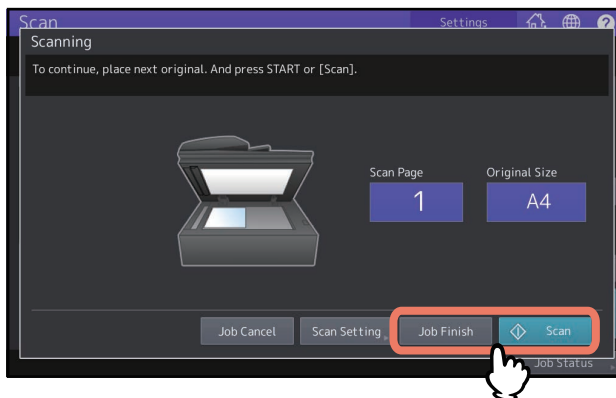 Scan
Settings
Scanning
To continue, place next original. And press START or [Scan].
Scan Page
Original Size
1
A4
Job Cancel
Scan Setting
Job Finish
Scan
Job Status